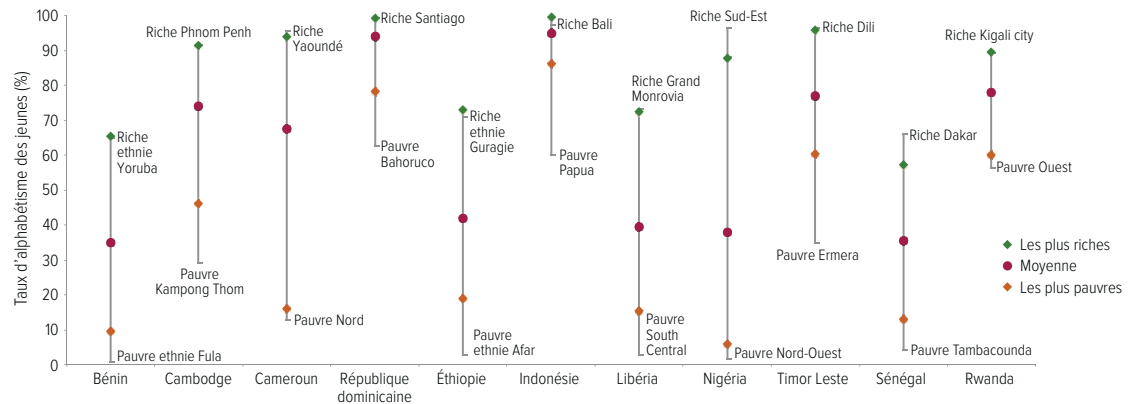 Taux d'alphabétisme des jeunes (%)
100
90
80
70
60
50
40
30
20
10
0
Riche
ethnie
Yoruba
Pauvre ethnie Fula
Riche Phnom Penh
Pauvre
Kampong Thom
Riche
Yaoundé
Pauvre Nord
Riche Santiago
Pauvre
Bahoruco
Riche
ethnie
Guragie
Pauvre
ethnie Afar
Riche Bali
Pauvre
Papua
Riche Grand
Monrovia
Pauvre
South
Central
Riche Sud-Est
Pauvre Nord-Ouest
Riche Dili
Pauvre Ermera
Riche Dakar
Pauvre Tambacounda
Riche Kigali city
Pauvre Ouest
Les plus riches
Moyenne
Les plus pauvres
Bénin
Cambodge
Cameroun
République
dominicaine
Éthiopie
Indonésie
Libéria
Nigéria
Timor Leste
Sénégal
Rwanda